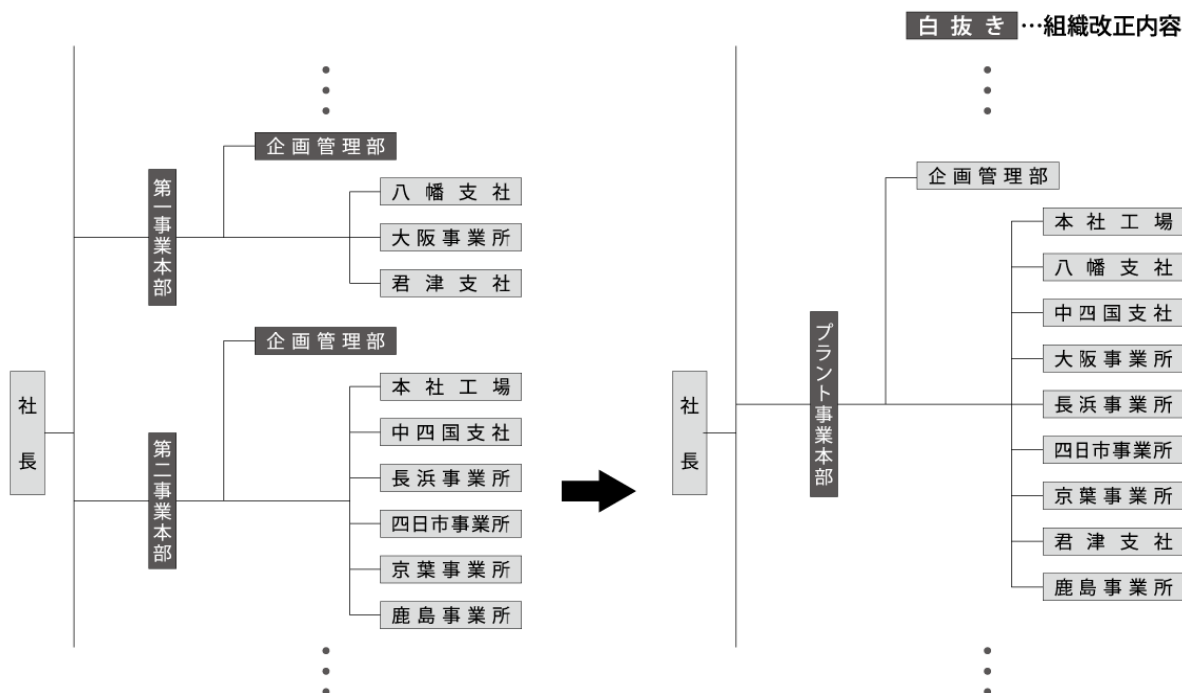 白抜き…組織改正内容
社長
第一事業本部
企画管理部
八幡支社
大阪事業所
君津支社
第二事業本部
企画管理部
本社工場
中四国支社
長浜事業所
四日市事業所
京葉事業所
鹿島事業所
社長
プラント事業本部
企画管理部
本社工場
八幡支社
中四国支社
大阪事業所
長浜事業所
四日市事業所
京葉事業所
君津支社
鹿島事業所